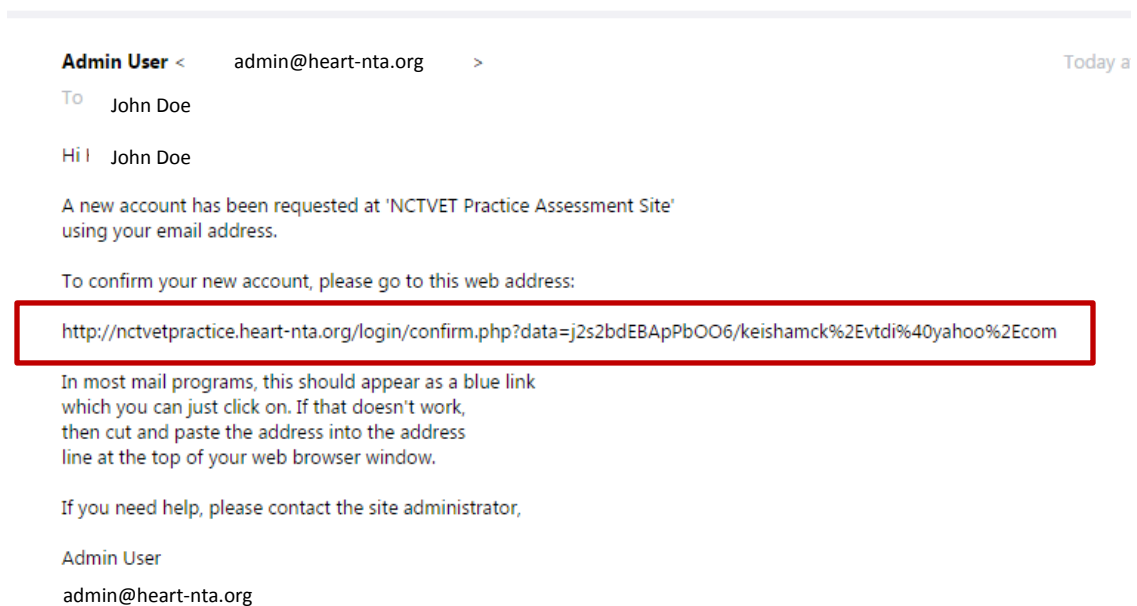 Admin User < admin@heart-nta.org >
Today a
To John Doe
Hi John Doe
A new account has been requested at 'NCTVET Practice Assessment Site'
using your email address.
To confirm your new account, please go to this web address:
http://nctvetpractice.heart-nta.org/login/confirm.php?data=j2s2bdEBApPbOO6/keishamck%2Evtdi%40yahoo%2Ecom
In most mail programs, this should appear as a blue link
which you can just click on. If that doesn't work,
then cut and paste the address into the address
line at the top of your web browser window.
If you need help, please contact the site administrator,
Admin User
admin@heart-nta.org